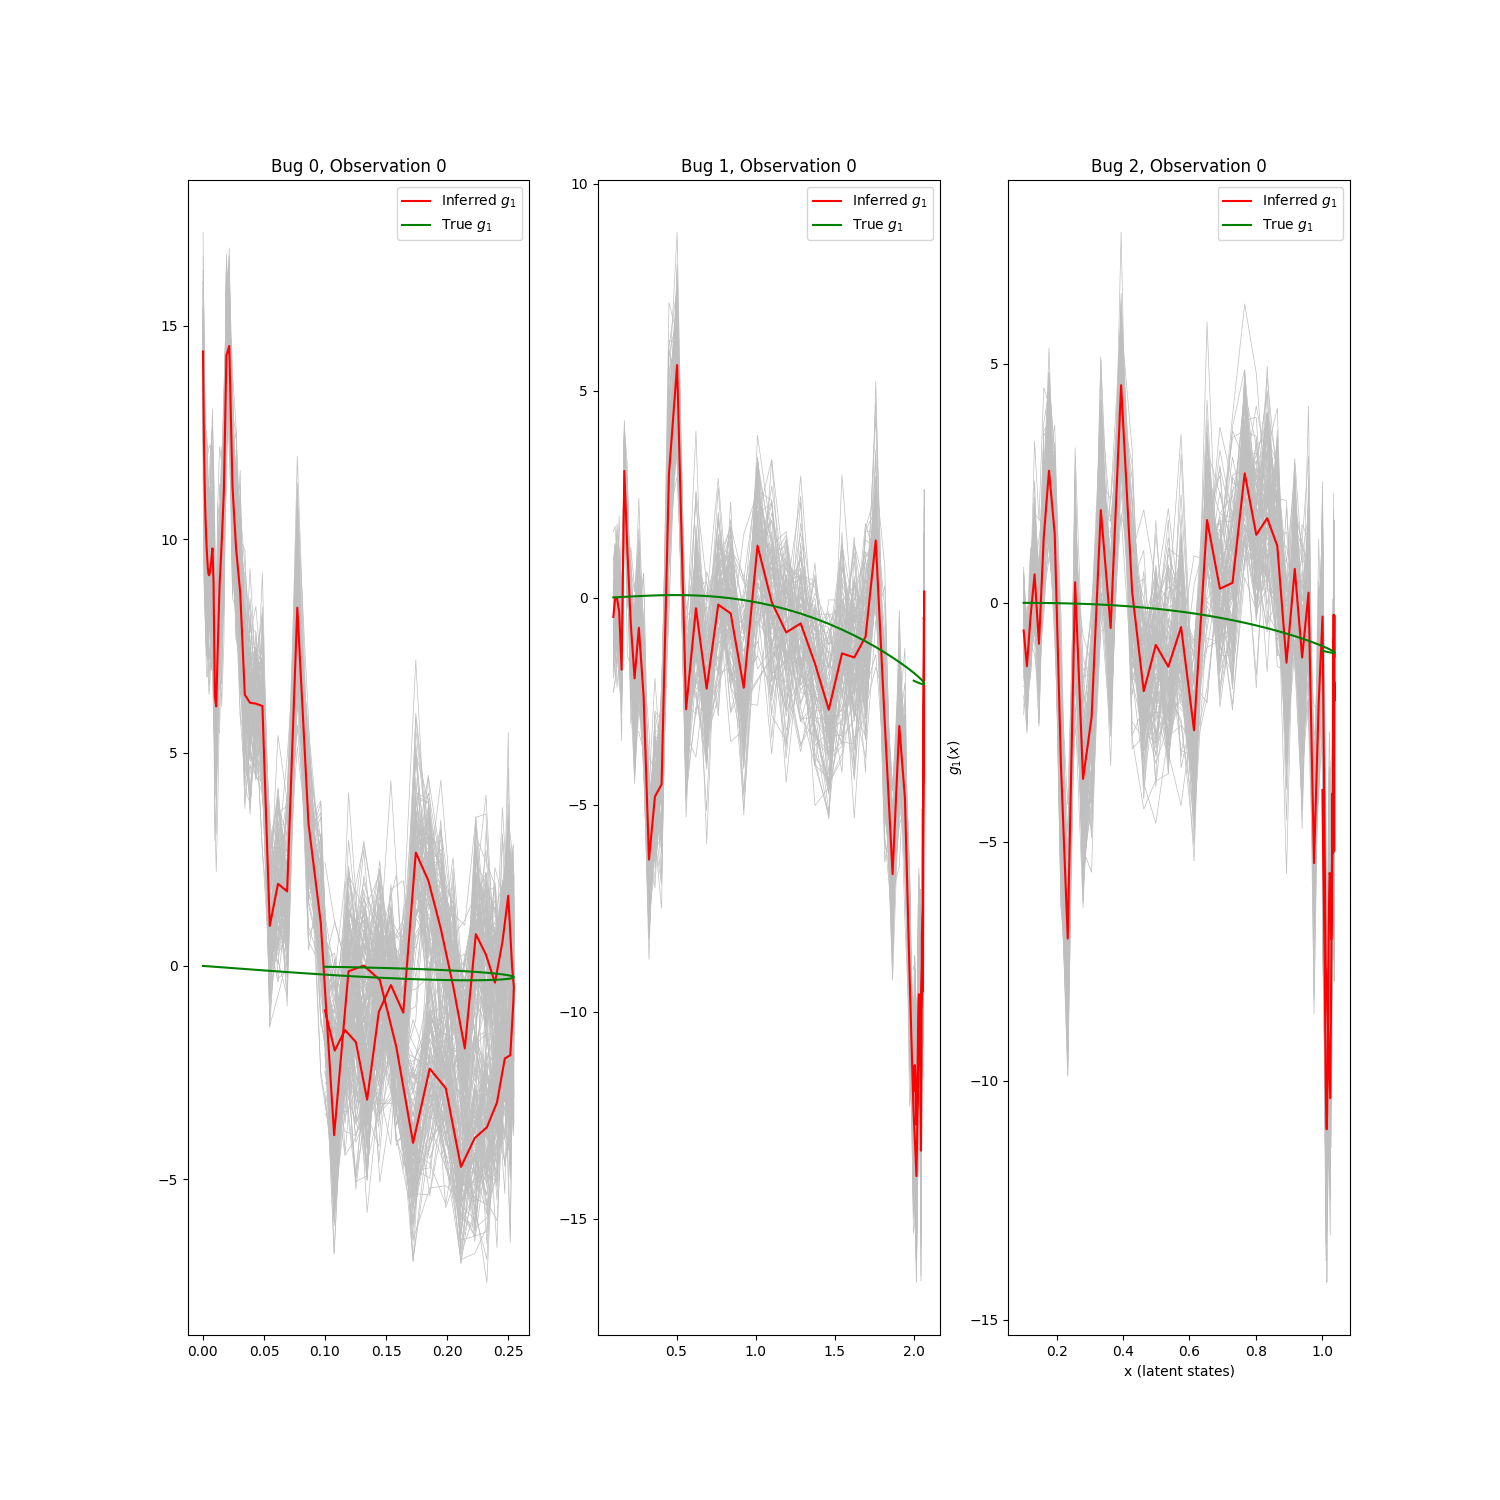 Bug 0, Observation 0
Inferred g₁
True g₁
15
10
5
0
−5
0.00 0.05 0.10 0.15 0.20 0.25
Bug 1, Observation 0
Inferred g₁
True g₁
10
5
0
−5
−10
−15
0.5 1.0 1.5 2.0
Bug 2, Observation 0
Inferred g₁
True g₁
g₁(x)
5
0
−5
−10
−15
0.2 0.4 0.6 0.8 1.0
x (latent states)